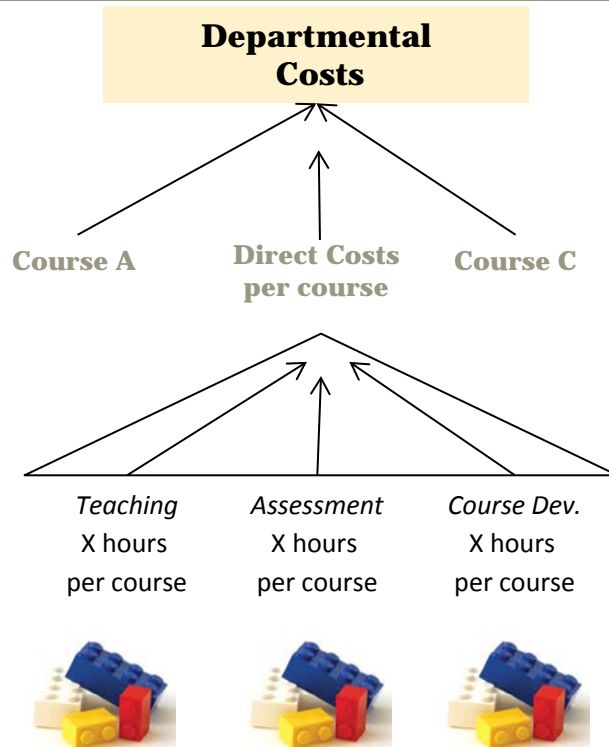 Departmental
Costs
Course A
Direct Costs
per course
Course C
Teaching
Assessment
Course Dev.
X hours
X hours
X hours
per course
per course
per course